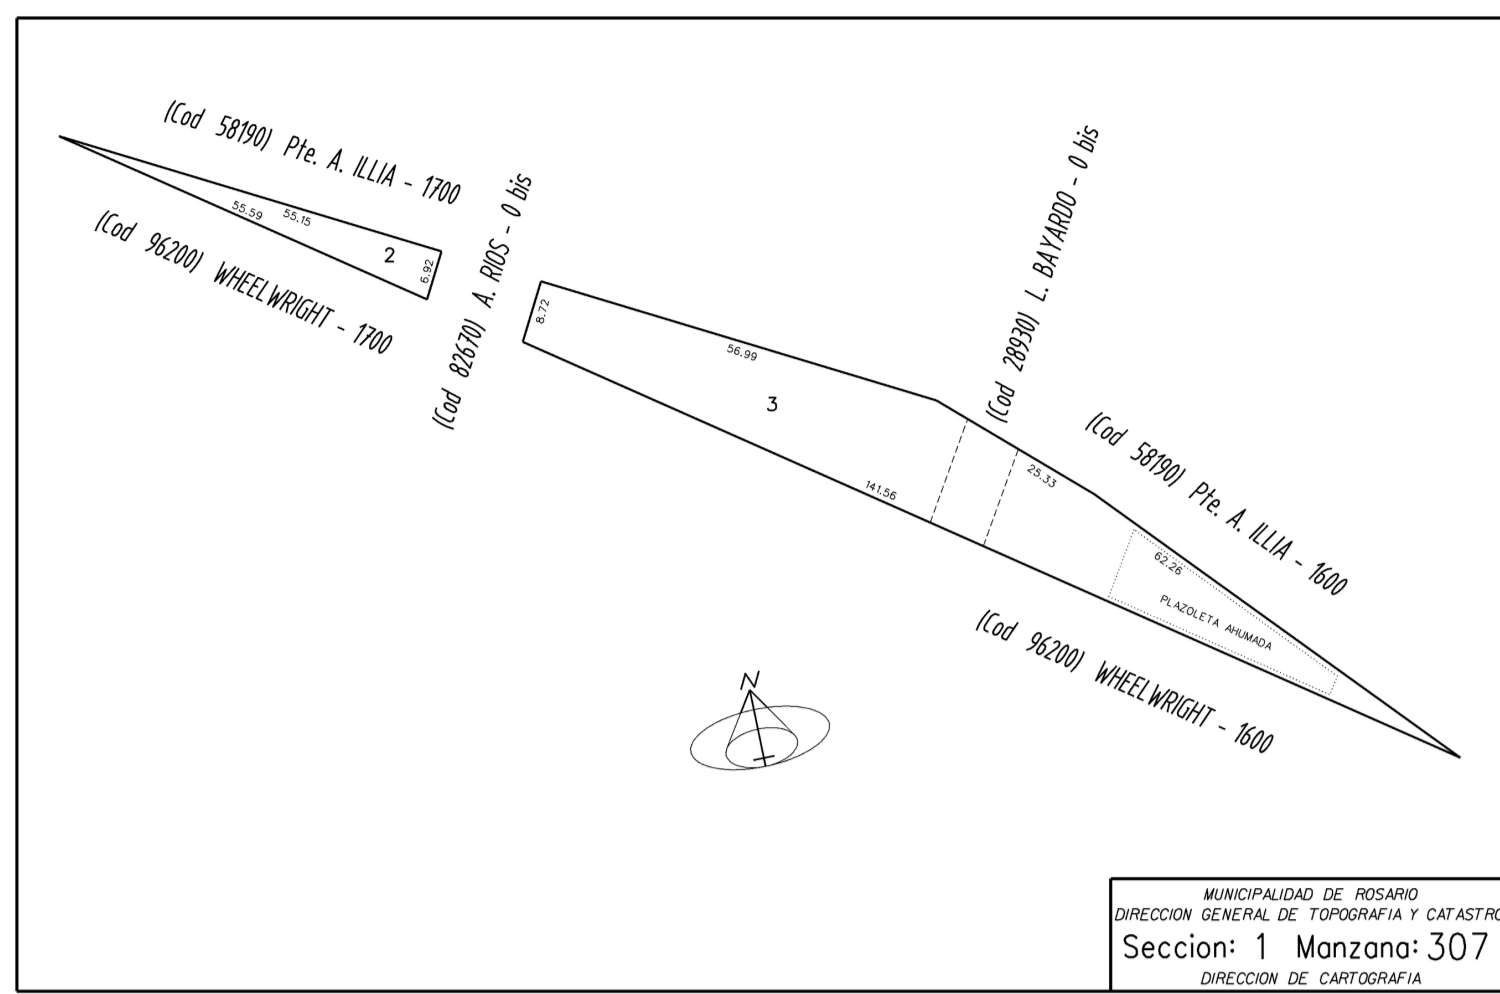 (Cod 58190) Pte. A. ILLIA - 1700
55.59
55.15
(Cod 96200) WHEELWRIGHT - 1700
2
6.92
(Cod 82670) A. RIOS - 0 bis
8.72
56.99
3
141.56
(Cod 28930) L. BAYARDO - 0 bis
25.33
(Cod 58190) Pte. A. ILLIA - 1600
62.26
PLAZOLETA AHUMADA
(Cod 96200) WHEELWRIGHT - 1600
N
MUNICIPALIDAD DE ROSARIO
DIRECCION GENERAL DE TOPOGRAFIA Y CATASTRO
Seccion: 1 Manzana: 307
DIRECCION DE CARTOGRAFIA